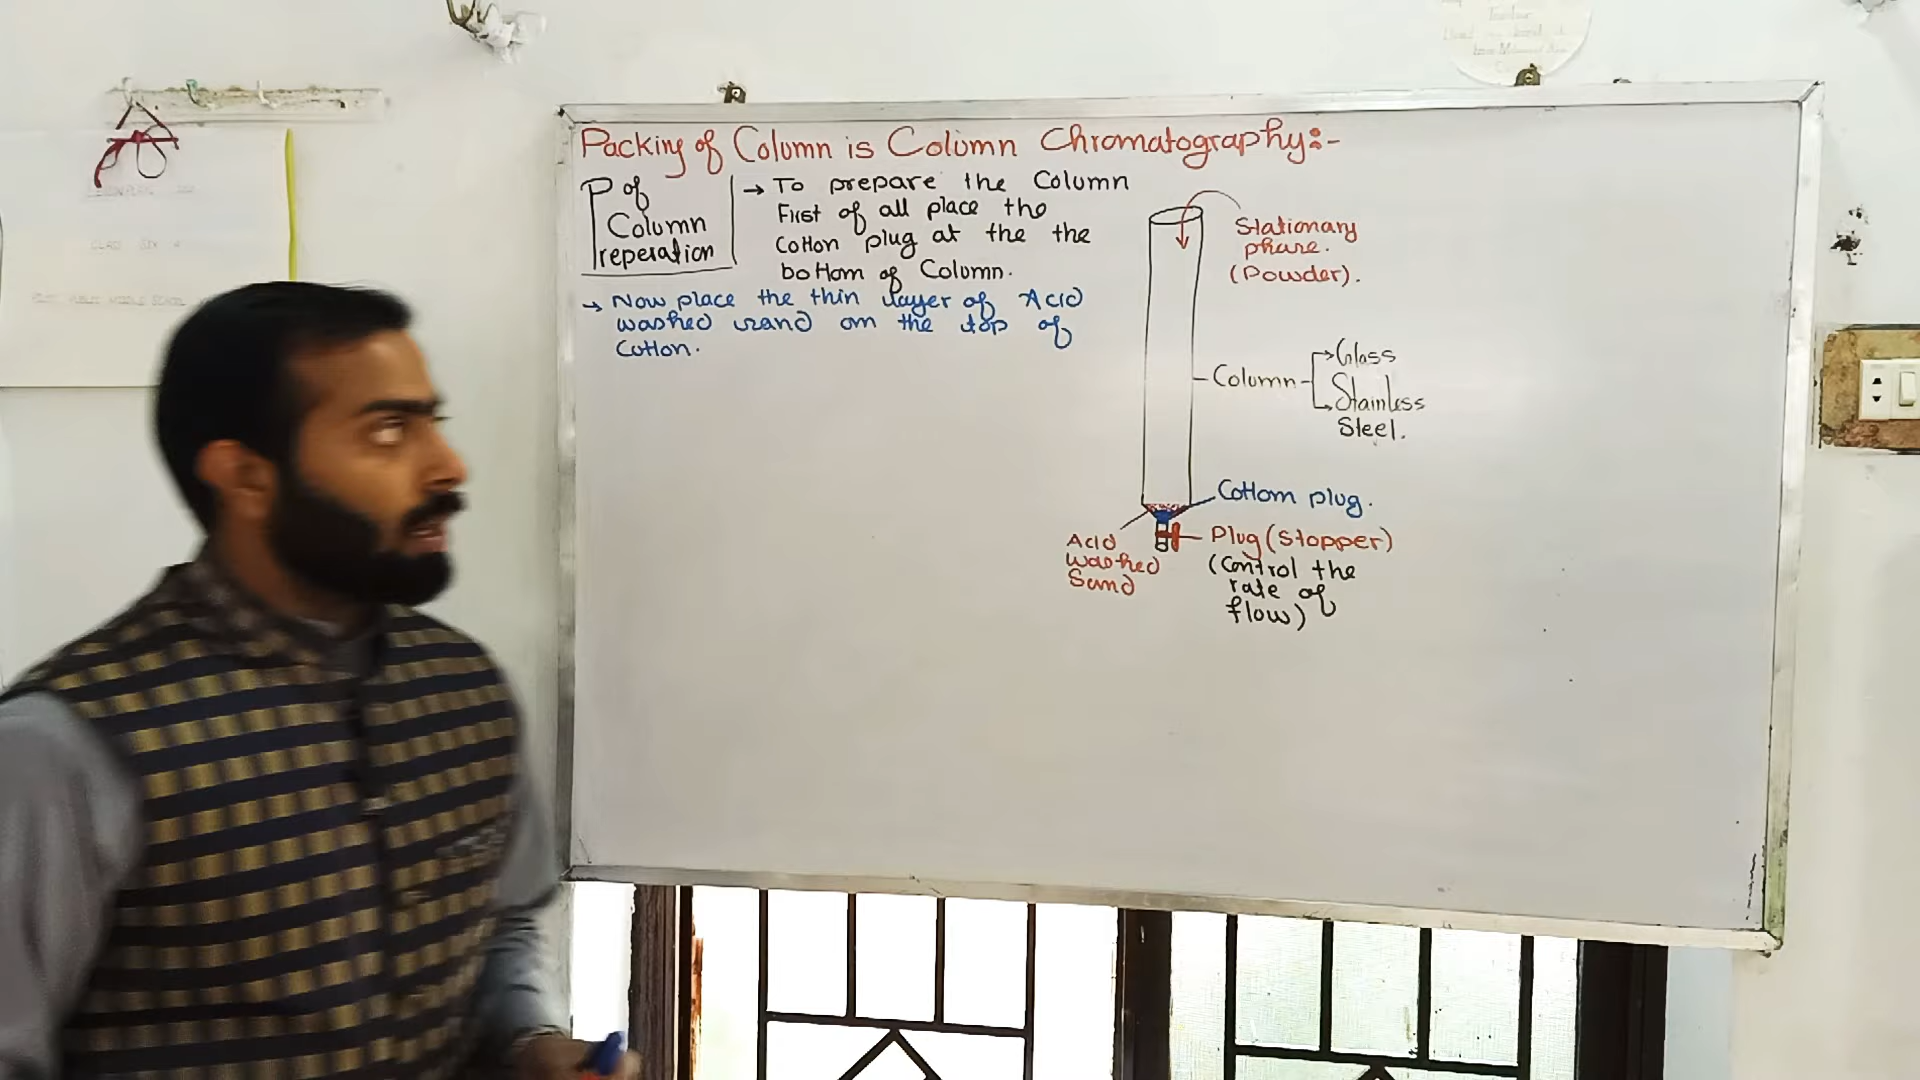 Packing of Column is Column Chromatography:-
P of
Column
reperation
→ To prepare the Column
First of all place the
Cotton plug at the the
bottom of Column.
→ Now place the thin layer of Acid
washed sand on the top of
Cotton.
Stationary
phase.
(Powder).
Column
Glass
Stainless
Steel.
Cottom plug.
Acid
washed
Sand
Plug (Stopper)
(Control the
rate of
flow)